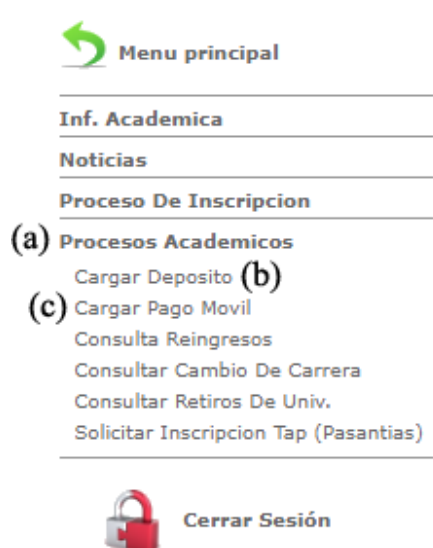 Menu principal
Inf. Academica
Noticias
Proceso De Inscripcion
(a) Procesos Academicos
Cargar Deposito (b)
(c) Cargar Pago Movil
Consulta Reingresos
Consultar Cambio De Carrera
Consultar Retiros De Univ.
Solicitar Inscripcion Tap (Pasantias)
Cerrar Sesión